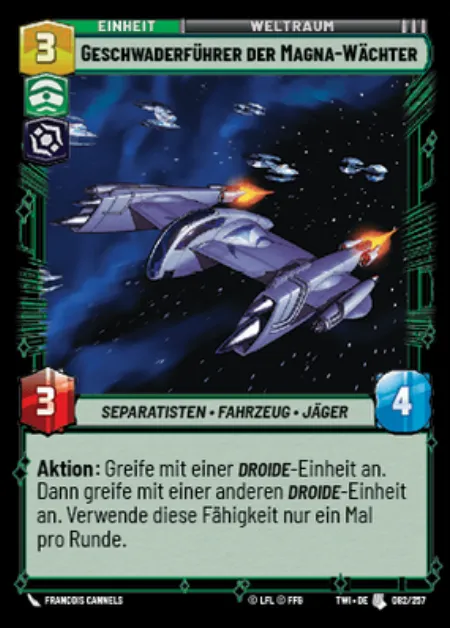 EINHEIT
WELTRAUM
3
GESCHWADERFÜHRER DER MAGNA-WÄCHTER
3
SEPARATISTEN • FAHRZEUG • JÄGER
4
Aktion: Greife mit einer DROIDE-Einheit an.
Dann greife mit einer anderen DROIDE-Einheit
an. Verwende diese Fähigkeit nur ein Mal
pro Runde.
FRANCOIS CANNELS
© LFL © FFG
TWI • DE
082/257